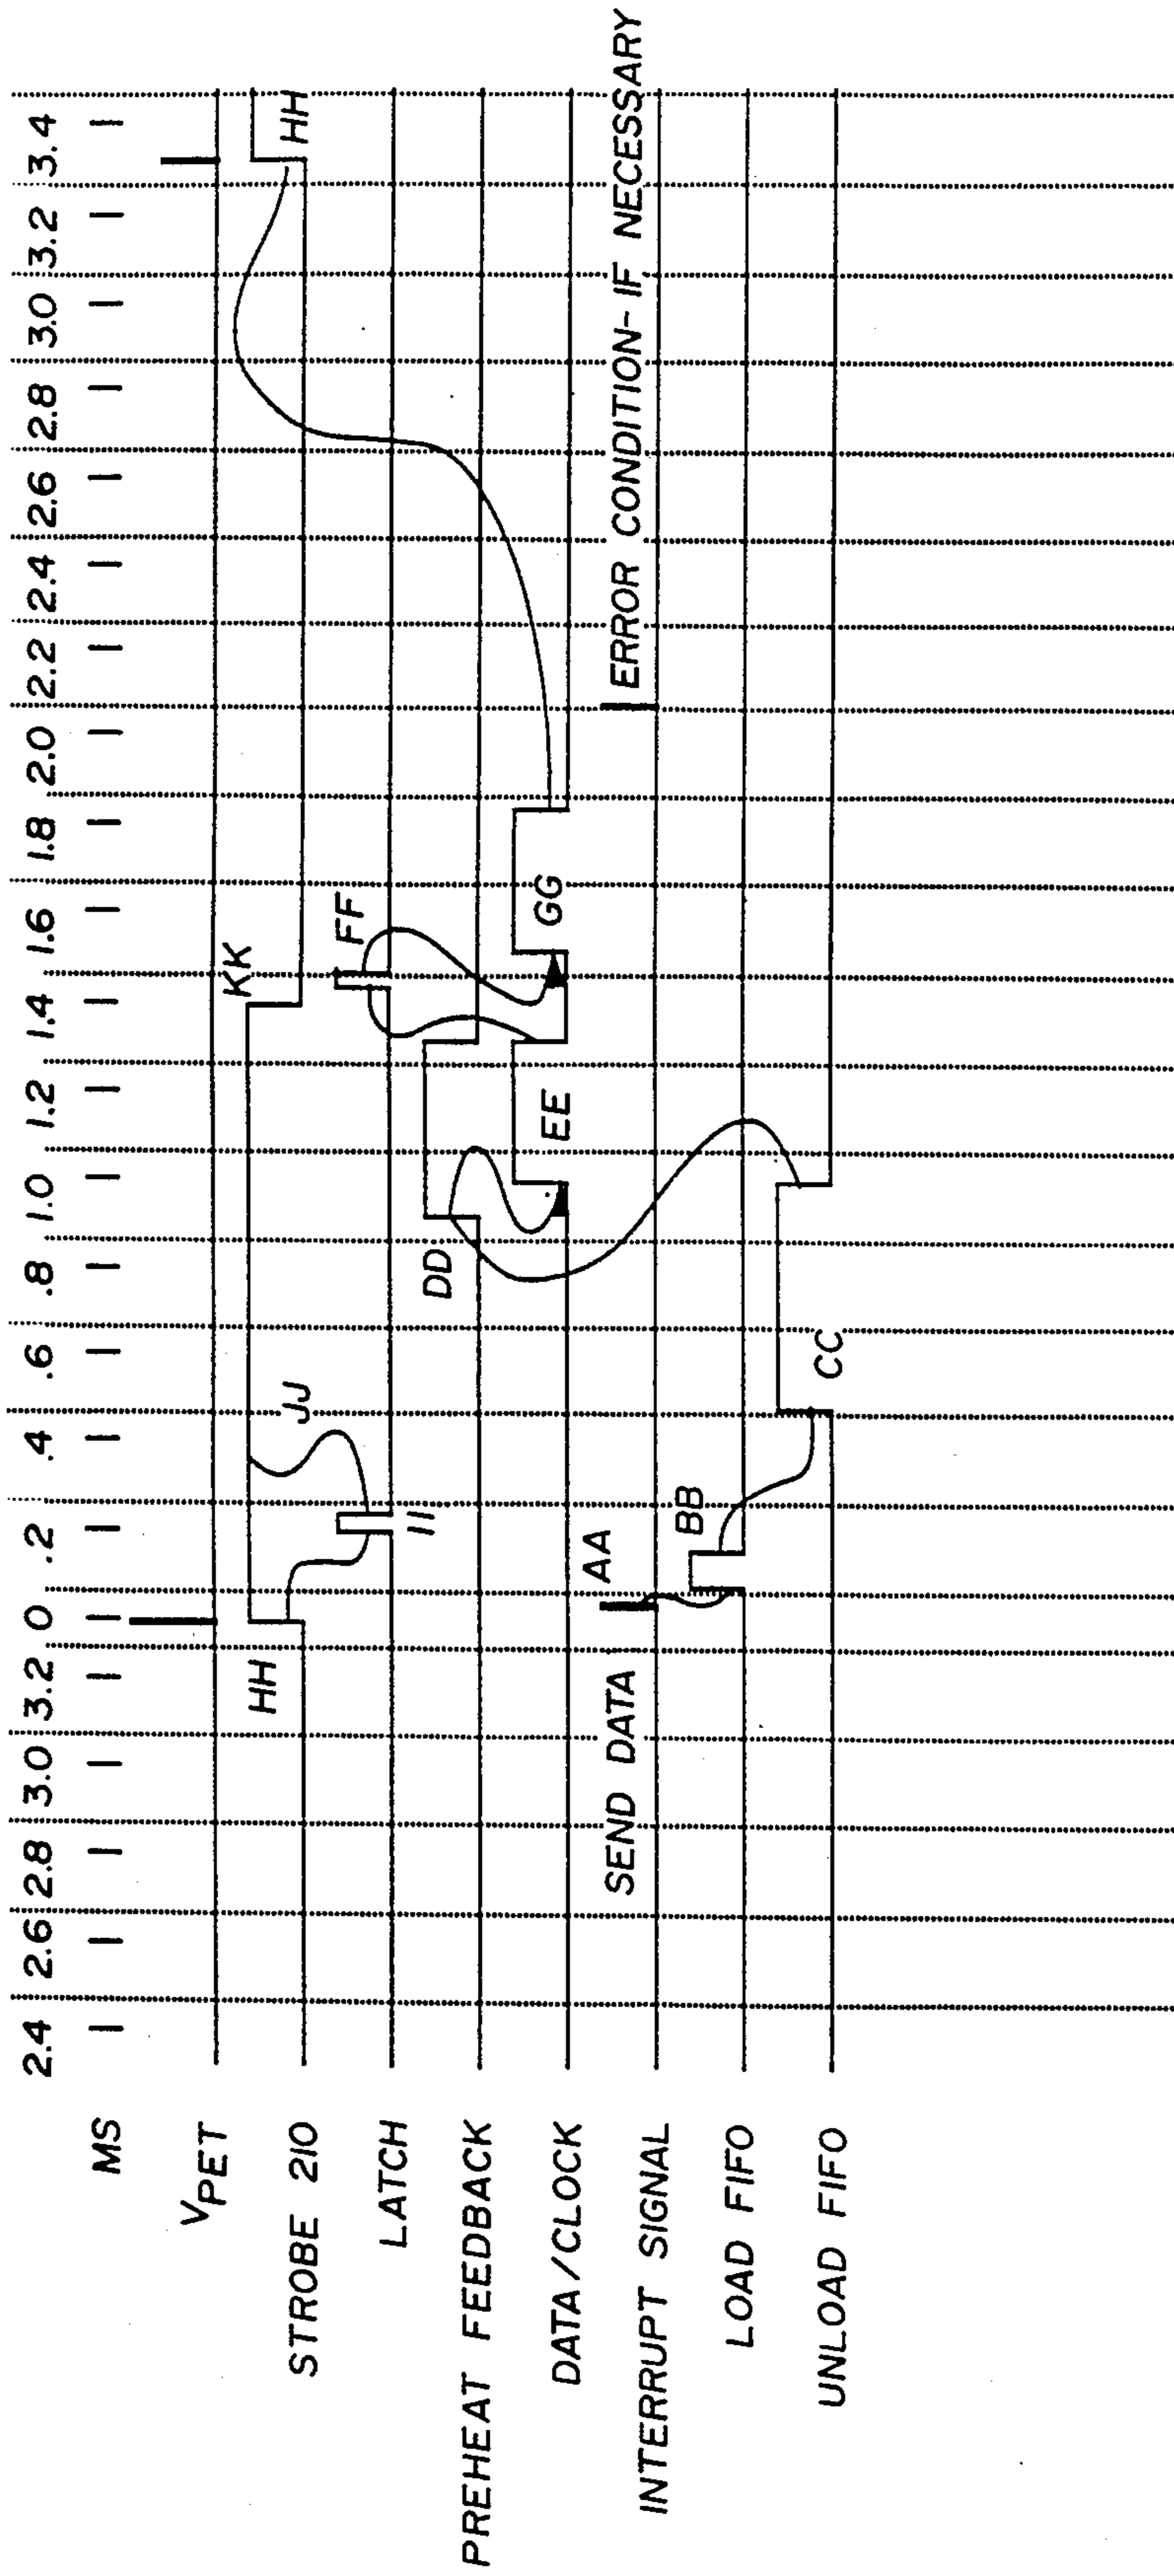 2.4 2.6 2.8 3.0 3.2 0 .2 .4 .6 .8 1.0 1.2 1.4 1.6 1.8 2.0 2.2 2.4 2.6 2.8 3.0 3.2 3.4
MS
VPET
HH
KK
STROBE 210
JJ
HH
FF
LATCH
II
DD
PREHEAT FEEDBACK
EE
GG
DATA/CLOCK
SEND DATA
AA
ERROR CONDITION-IF NECESSARY
INTERRUPT SIGNAL
BB
LOAD FIFO
CC
UNLOAD FIFO